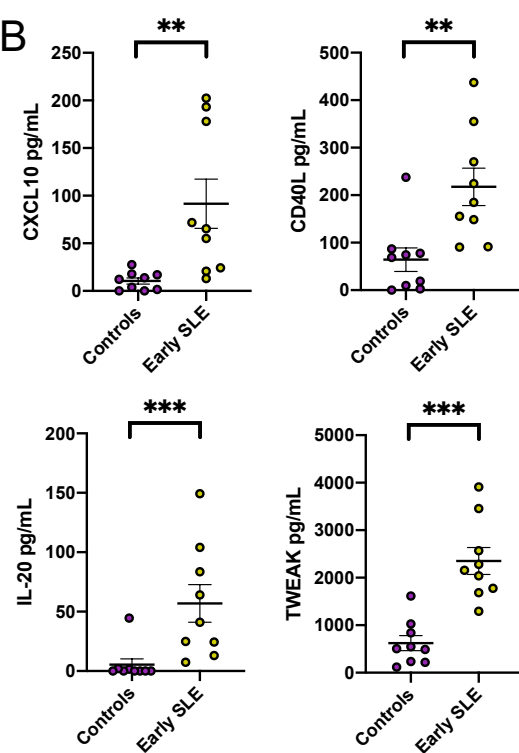 B
**
250
200
150
100
50
0
CXCL10 pg/mL
Controls
Early SLE
**
500
400
300
200
100
0
CD40L pg/mL
Controls
Early SLE
***
200
150
100
50
0
IL-20 pg/mL
Controls
Early SLE
***
5000
4000
3000
2000
1000
0
TWEAK pg/mL
Controls
Early SLE